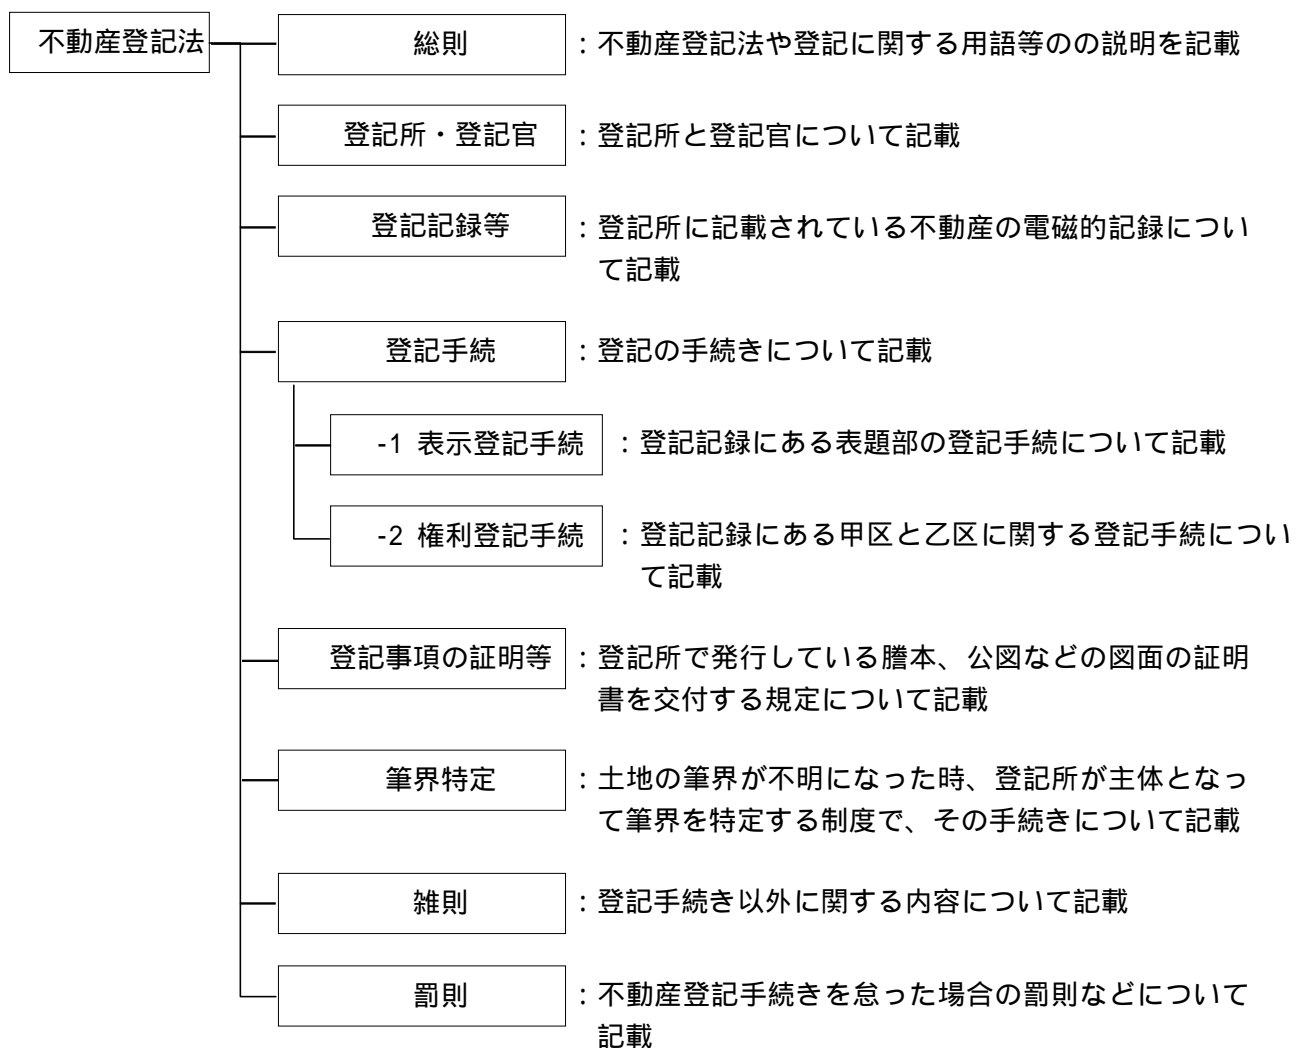 不動産登記法
総則 ：不動産登記法や登記に関する用語等のの説明を記載
登記所・登記官 ：登記所と登記官について記載
登記記録等 ：登記所に記載されている不動産の電磁的記録につい
て記載
登記手続 ：登記の手続きについて記載
-1 表示登記手続 ：登記記録にある表題部の登記手続について記載
-2 権利登記手続 ：登記記録にある甲区と乙区に関する登記手続につい
て記載
登記事項の証明等 ：登記所で発行している謄本、公図などの図面の証明
書を交付する規定について記載
筆界特定 ：土地の筆界が不明になった時、登記所が主体となっ
て筆界を特定する制度で、その手続きについて記載
雑則 ：登記手続き以外に関する内容について記載
罰則 ：不動産登記手続きを怠った場合の罰則などについて
記載